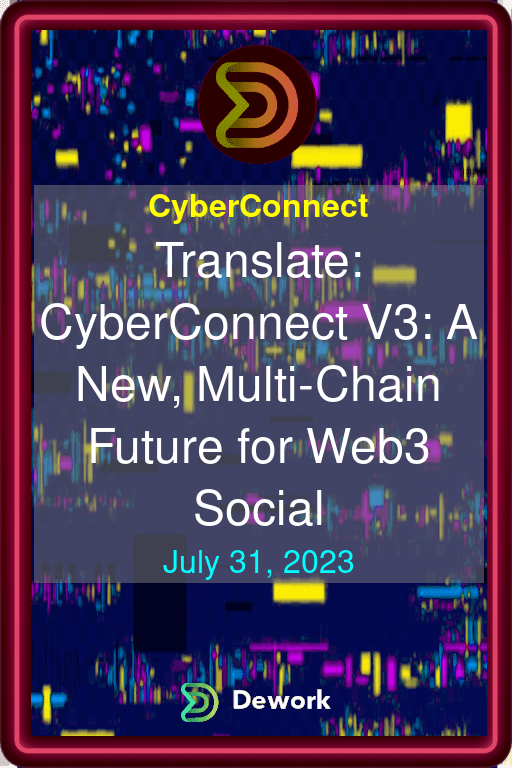 CyberConnect
Translate:
CyberConnect V3: A
New, Multi-Chain
Future for Web3
Social
July 31, 2023
Dework